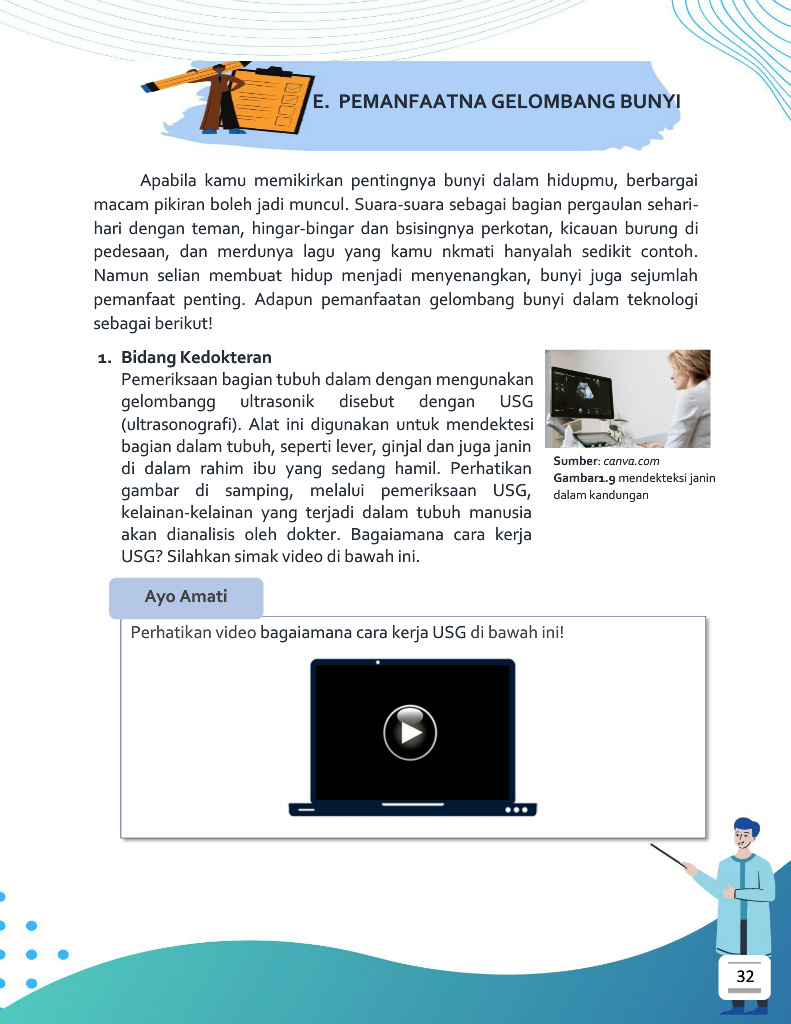 E. PEMANFAATNA GELOMBANG BUNYI
Apabila kamu memikirkan pentingnya bunyi dalam hidupmu, berbargai
macam pikiran boleh jadi muncul. Suara-suara sebagai bagian pergaulan sehari-
hari dengan teman, hingar-bingar dan bsisingnya perkotan, kicauan burung di
pedesaan, dan merdunya lagu yang kamu nkmati hanyalah sedikit contoh.
Namun selian membuat hidup menjadi menyenangkan, bunyi juga sejumlah
pemanfaat penting. Adapun pemanfaatan gelombang bunyi dalam teknologi
sebagai berikut!
1. Bidang Kedokteran
Pemeriksaan bagian tubuh dalam dengan mengunakan
gelombangg ultrasonik disebut dengan USG
(ultrasonografi). Alat ini digunakan untuk mendektesi
bagian dalam tubuh, seperti lever, ginjal dan juga janin
di dalam rahim ibu yang sedang hamil. Perhatikan
gambar di samping, melalui pemeriksaan USG,
kelainan-kelainan yang terjadi dalam tubuh manusia
akan dianalisis oleh dokter. Bagaiamana cara kerja
USG? Silahkan simak video di bawah ini.
Sumber: canva.com
Gambar1.9 mendekteksi janin
dalam kandungan
Ayo Amati
Perhatikan video bagaiamana cara kerja USG di bawah ini!
32